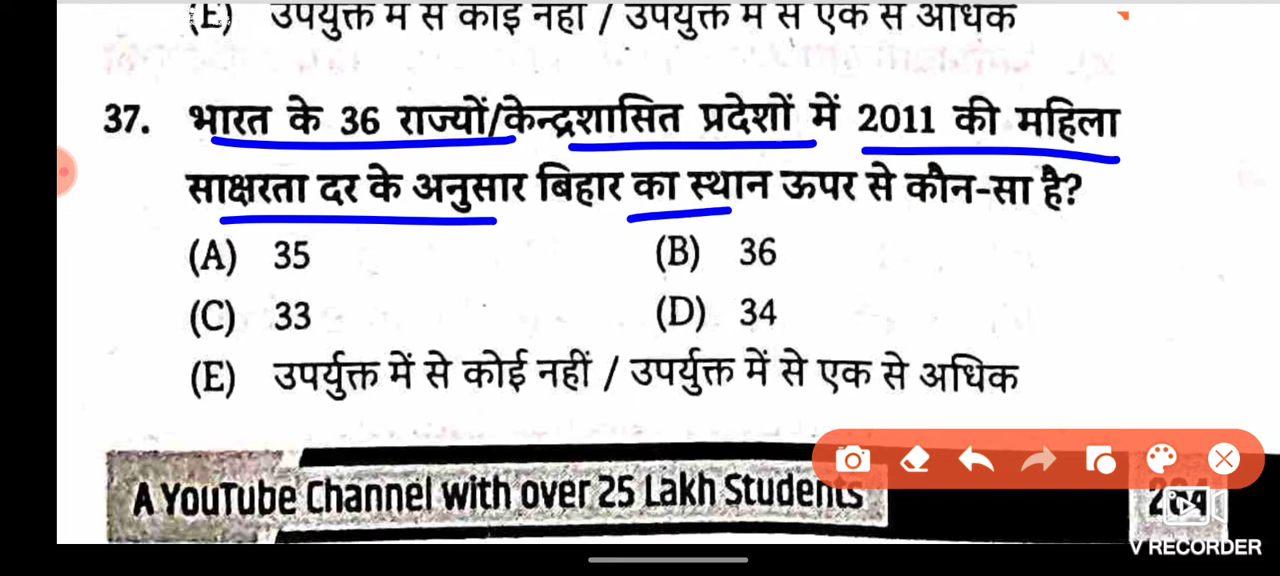 (E) उपर्युक्त में से कोई नहीं / उपर्युक्त में से एक से अधिक
37. भारत के 36 राज्यों/केन्द्रशासित प्रदेशों में 2011 की महिला
साक्षरता दर के अनुसार बिहार का स्थान ऊपर से कौन-सा है?
(A) 35 (B) 36
(C) 33 (D) 34
(E) उपर्युक्त में से कोई नहीं / उपर्युक्त में से एक से अधिक
A YouTube Channel with over 25 Lakh Students
V RECORDER